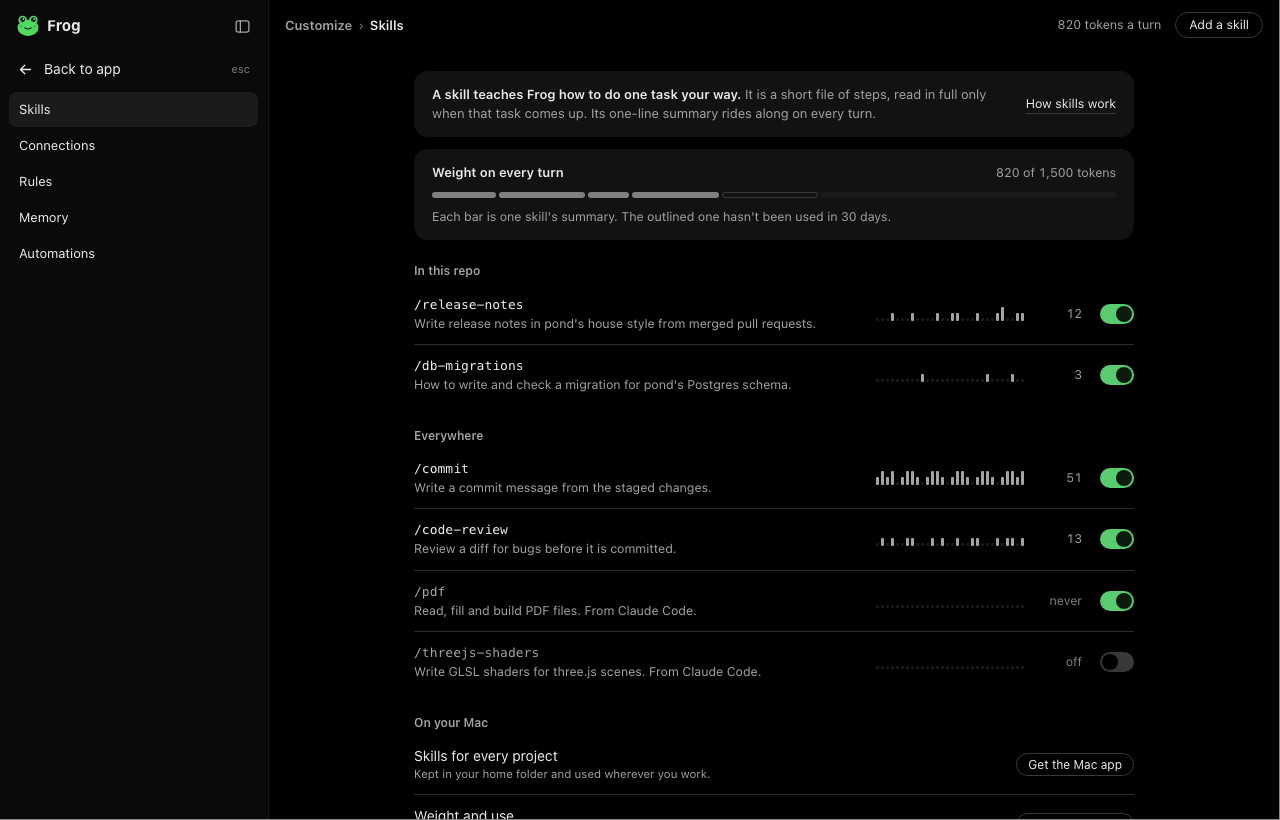 Frog
Customize › Skills
820 tokens a turn
Add a skill
Back to app
esc
Skills
Connections
Rules
Memory
Automations
A skill teaches Frog how to do one task your way. It is a short file of steps, read in full only
when that task comes up. Its one-line summary rides along on every turn.
How skills work
Weight on every turn
820 of 1,500 tokens
Each bar is one skill's summary. The outlined one hasn't been used in 30 days.
In this repo
/release-notes
Write release notes in pond's house style from merged pull requests.
12
/db-migrations
How to write and check a migration for pond's Postgres schema.
3
Everywhere
/commit
Write a commit message from the staged changes.
51
/code-review
Review a diff for bugs before it is committed.
13
/pdf
Read, fill and build PDF files. From Claude Code.
never
/threejs-shaders
Write GLSL shaders for three.js scenes. From Claude Code.
off
On your Mac
Skills for every project
Kept in your home folder and used wherever you work.
Get the Mac app
Weight and use